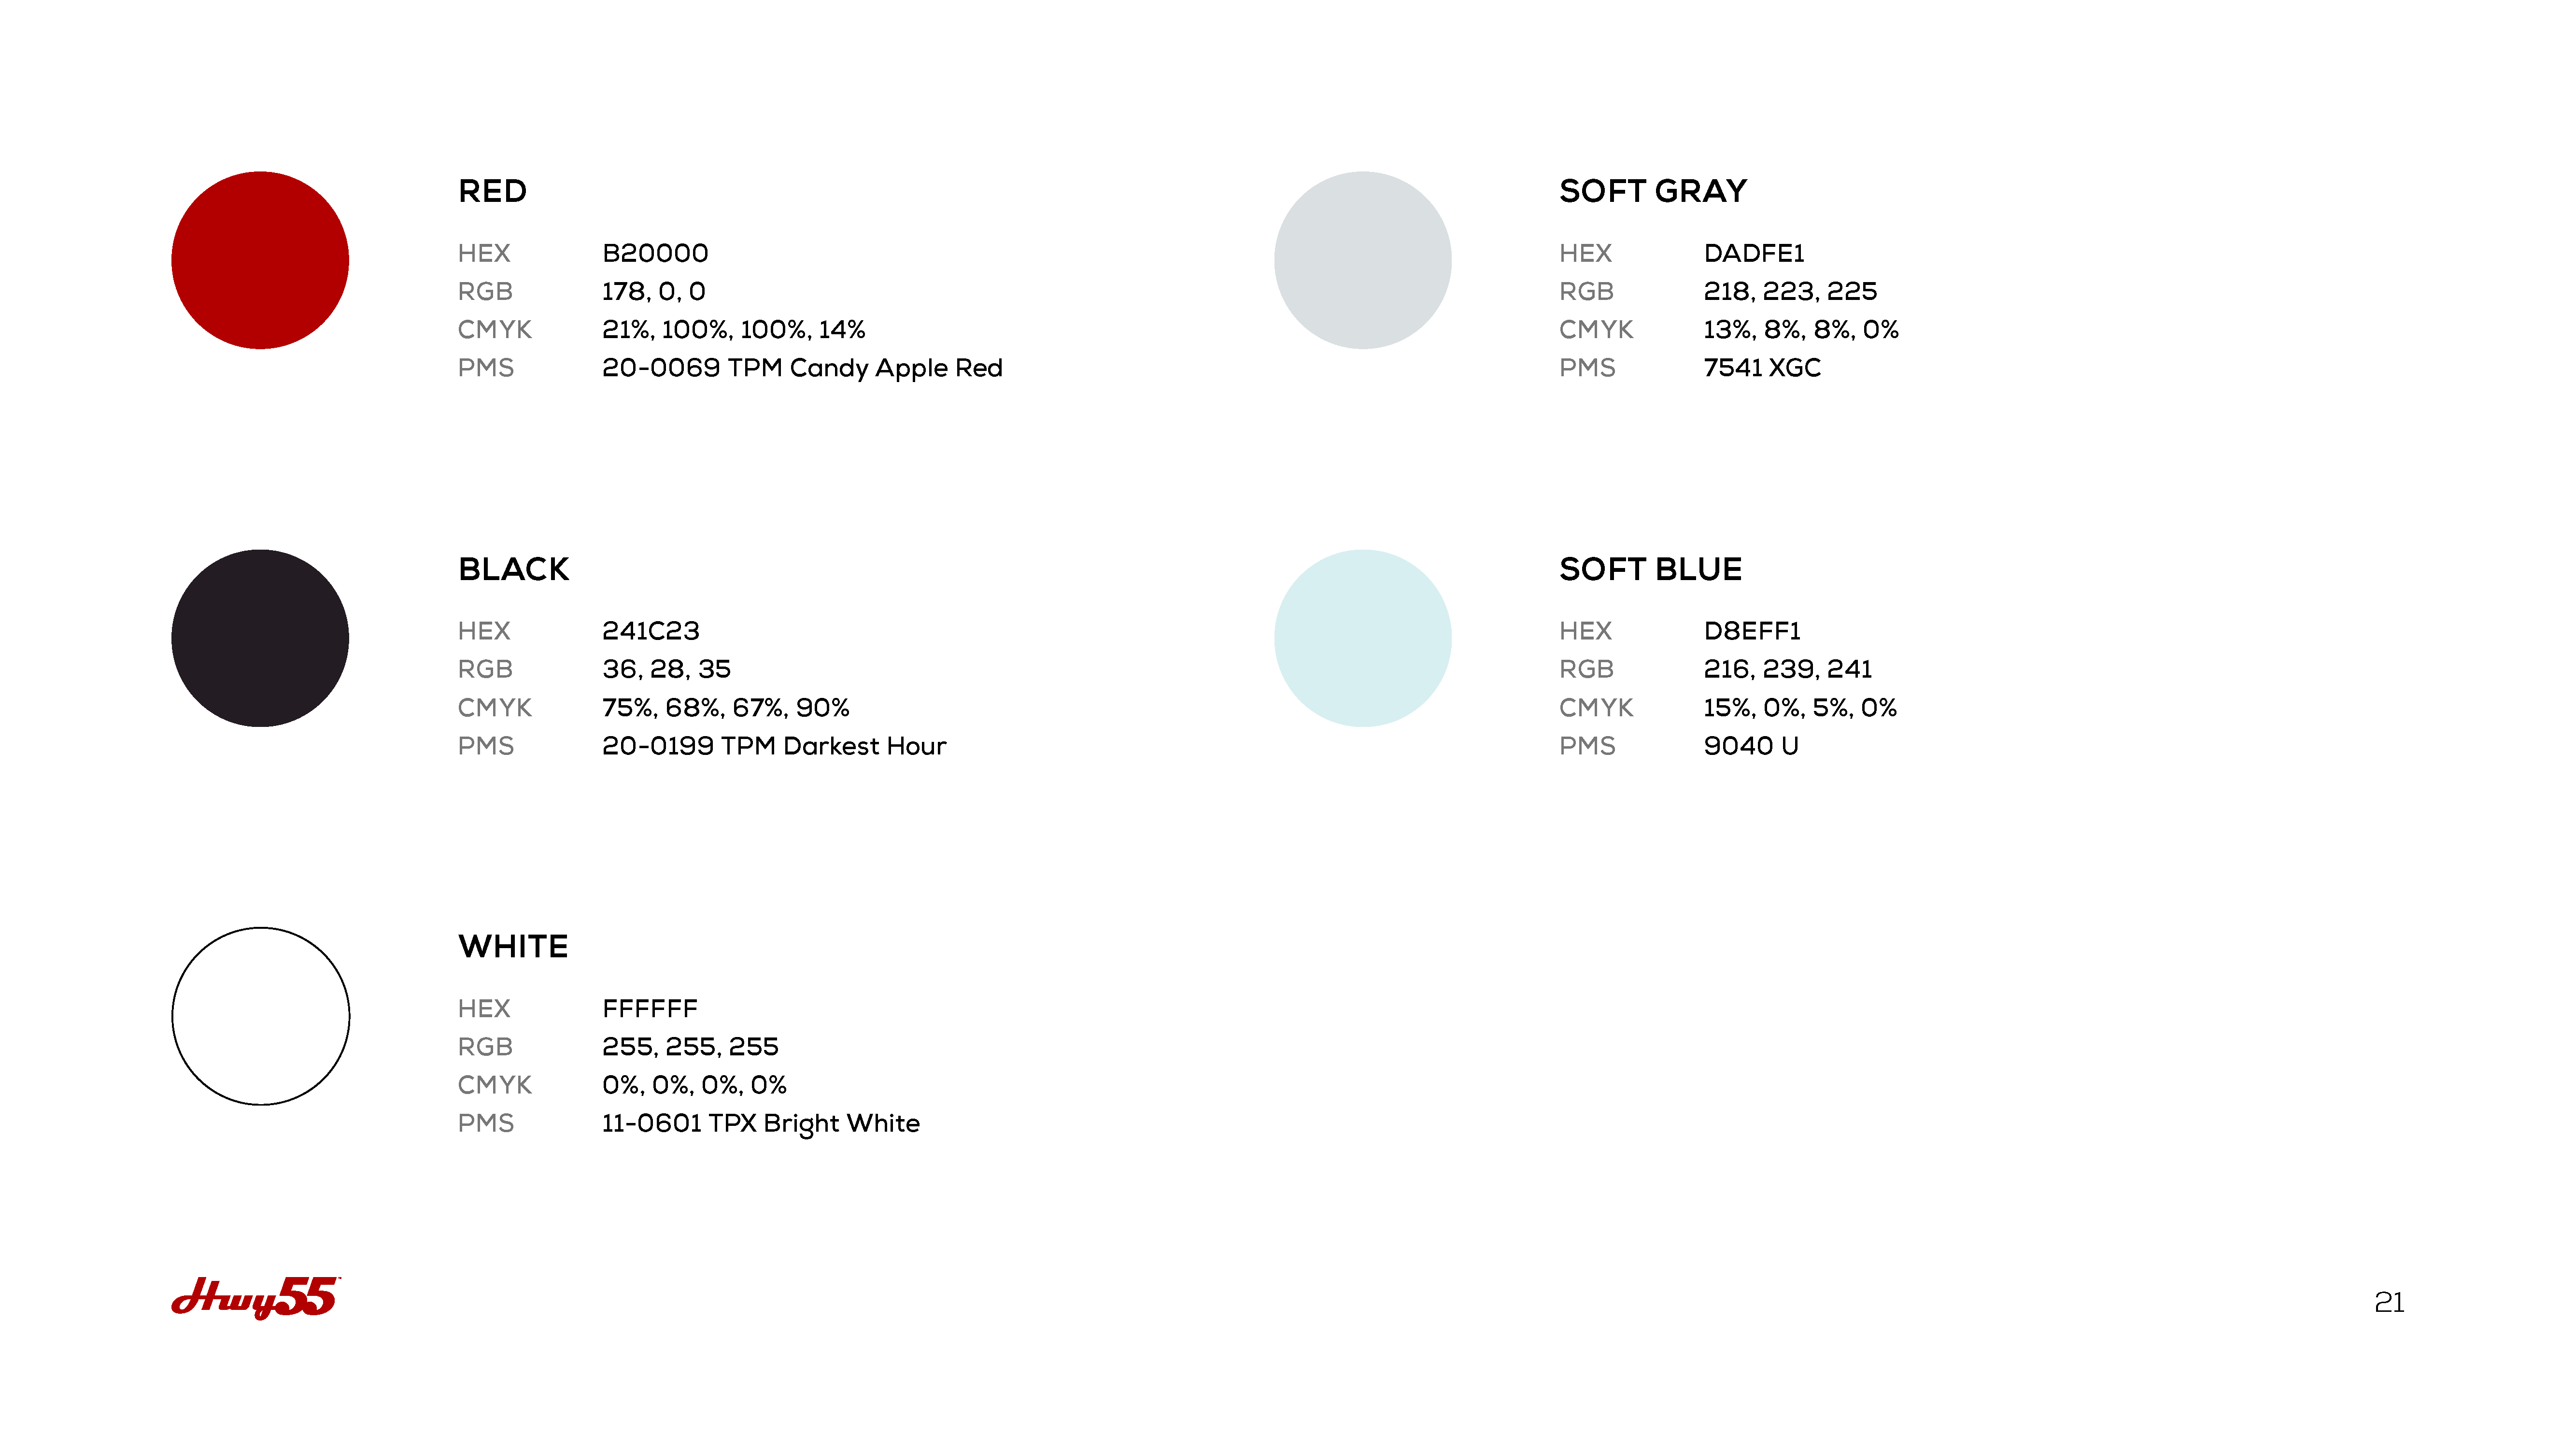 RED
HEX B20000
RGB 178, 0, 0
CMYK 21%, 100%, 100%, 14%
PMS 20-0069 TPM Candy Apple Red
BLACK
HEX 241C23
RGB 36, 28, 35
CMYK 75%, 68%, 67%, 90%
PMS 20-0199 TPM Darkest Hour
WHITE
HEX FFFFFF
RGB 255, 255, 255
CMYK 0%, 0%, 0%, 0%
PMS 11-0601 TPX Bright White
SOFT GRAY
HEX DADFE1
RGB 218, 223, 225
CMYK 13%, 8%, 8%, 0%
PMS 7541 XGC
SOFT BLUE
HEX D8EFF1
RGB 216, 239, 241
CMYK 15%, 0%, 5%, 0%
PMS 9040 U
Hwy55™
21